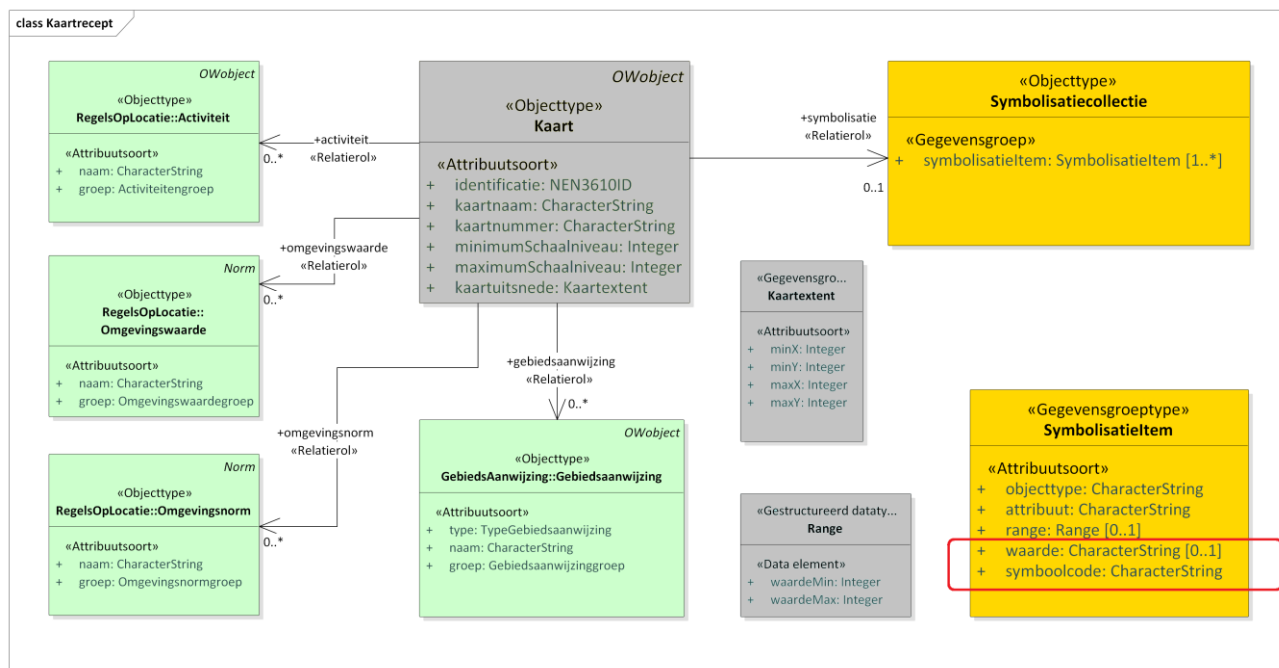 class Kaartrecept
OWobject
«Objecttype»
RegelsOpLocatie::Activiteit
«Attribuutsoort»
+ naam: CharacterString
+ groep: Activiteitengroep
+activiteit
0..*
«Relatierol»
OWobject
«Objecttype»
Kaart
«Attribuutsoort»
+ identificatie: NEN3610ID
+ kaartnaam: CharacterString
+ kaartnummer: CharacterString
+ minimumSchaalniveau: Integer
+ maximumSchaalniveau: Integer
+ kaartuitsnede: Kaartextent
+symbolisatie
«Relatierol»
0..1
«Objecttype»
Symbolisatiecollectie
«Gegevensgroep»
+ symbolisatieItem: SymbolisatieItem [1..*]
+omgevingswaarde
«Relatierol»
0..*
Norm
«Objecttype»
RegelsOpLocatie::
Omgevingswaarde
«Attribuutsoort»
+ naam: CharacterString
+ groep: Omgevingswaardegroep
«Gegevensgro...
Kaartextent
«Attribuutsoort»
+ minX: Integer
+ minY: Integer
+ maxX: Integer
+ maxY: Integer
+gebiedsaanwijzing
«Relatierol»
0..*
+omgevingsnorm
«Relatierol»
0..*
Norm
«Objecttype»
RegelsOpLocatie::Omgevingsnorm
«Attribuutsoort»
+ naam: CharacterString
+ groep: Omgevingsnormgroep
OWobject
«Objecttype»
GebiedsAanwijzing::Gebiedsaanwijzing
«Attribuutsoort»
+ type: TypeGebiedsaanwijzing
+ naam: CharacterString
+ groep: Gebiedsaanwijzinggroep
«Gestructureerd dataty...
Range
«Data element»
+ waardeMin: Integer
+ waardeMax: Integer
«Gegevensgroeptype»
SymbolisatieItem
«Attribuutsoort»
+ objecttype: CharacterString
+ attribuut: CharacterString
+ range: Range [0..1]
+ waarde: CharacterString [0..1]
+ symboolcode: CharacterString